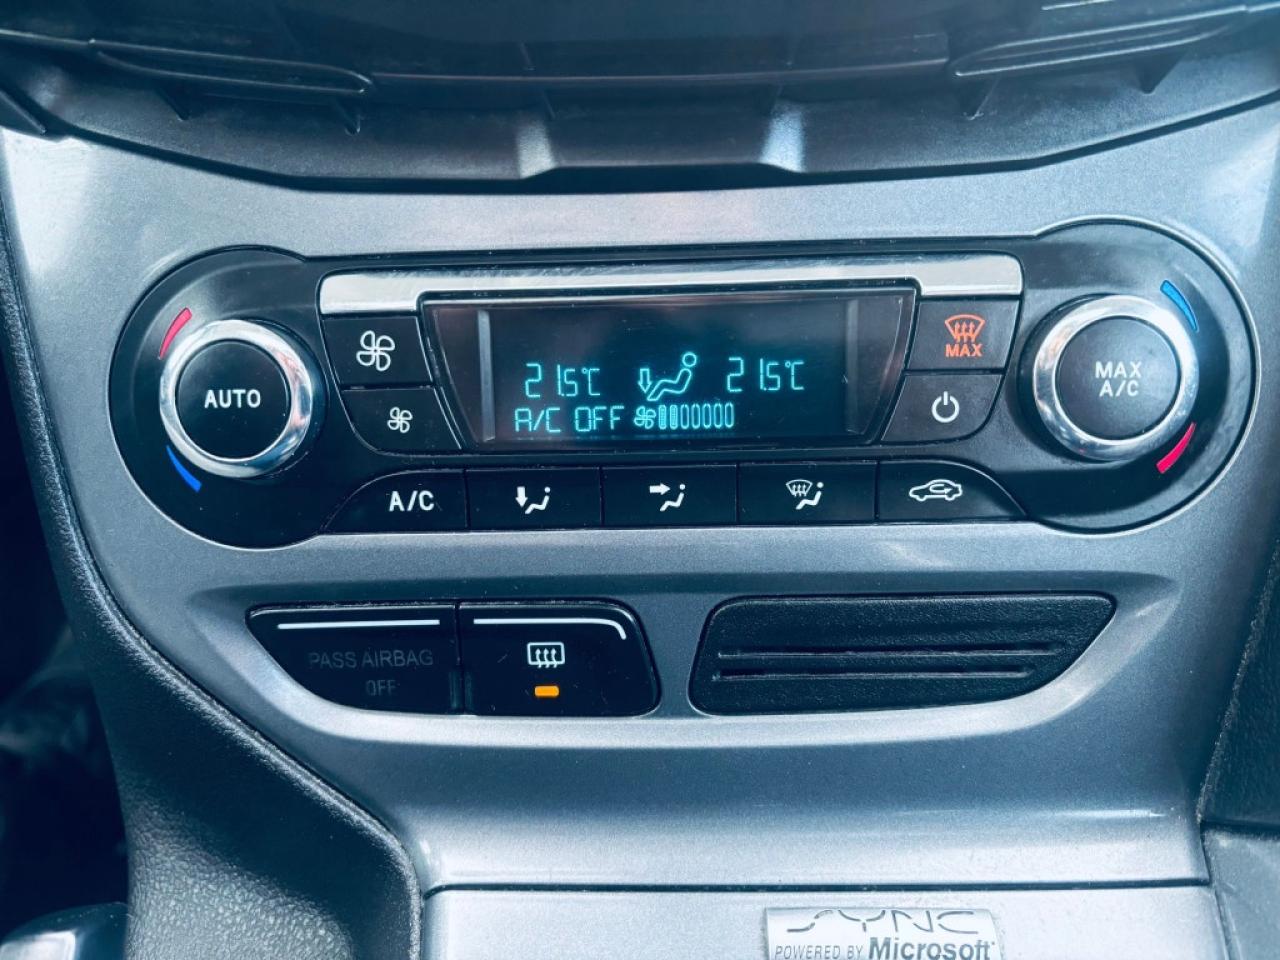 21.5°C 21.5°C
A/C OFF
AUTO
MAX
MAX
A/C
A/C
PASS AIRBAG
OFF
SYNC
POWERED BY Microsoft